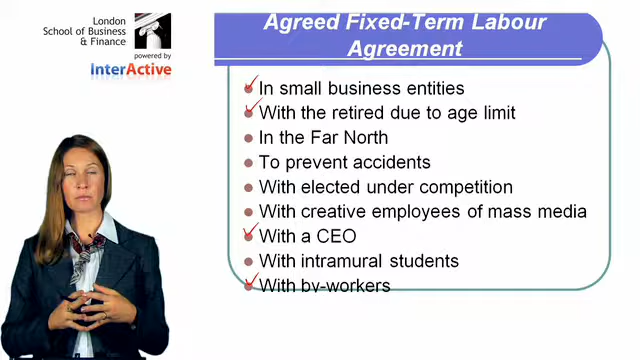 London
School of Business
& Finance
powered by
InterActive
Agreed Fixed-Term Labour
Agreement
In small business entities
With the retired due to age limit
In the Far North
To prevent accidents
With elected under competition
With creative employees of mass media
With a CEO
With intramural students
With by-workers